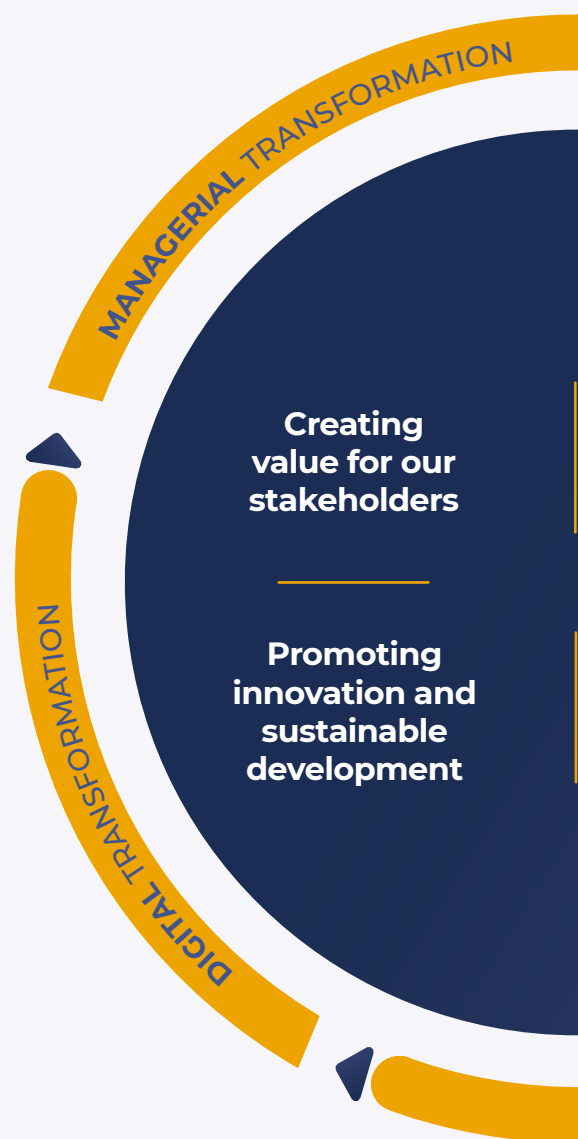 MANAGERIAL TRANSFORMATION
Creating
value for our
stakeholders
Promoting
innovation and
sustainable
development
DIGITAL TRANSFORMATION